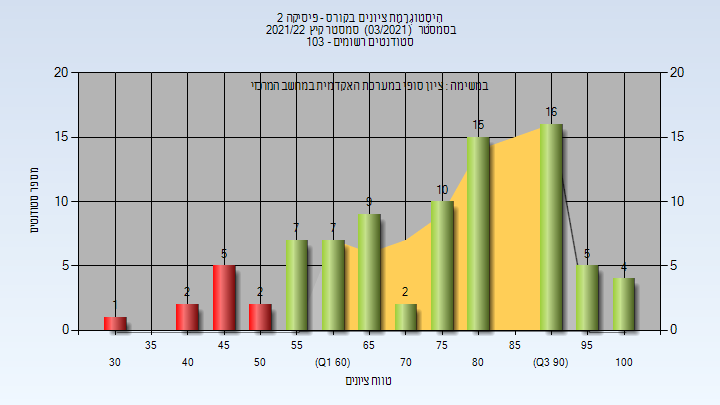 היסטוגרמת ציונים בקורס - פיסיקה 2
בסמסטר (03/2021) סמסטר קיץ 2021/22
סטודנטים רשומים - 103
במשימה : ציון סופי במערכת האקדמית במחשב המרכזי
מספר סטודנטים
20 20
15 15
10 10
5 5
0 0
1 2 5 2 7 7 9 2 10 15 16 5 4
35 45 55 65 75 85 95
30 40 50 (Q1 60) 70 80 (Q3 90) 100
טווח ציונים